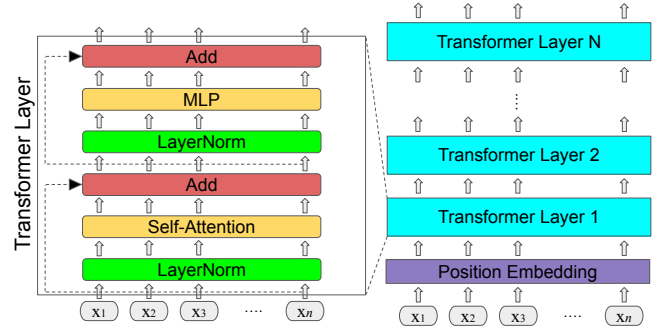 Transformer Layer
Add
MLP
LayerNorm
Add
Self-Attention
LayerNorm
x1 x2 x3 .... xn
Transformer Layer N
....
Transformer Layer 2
Transformer Layer 1
Position Embedding
x1 x2 x3 .... xn